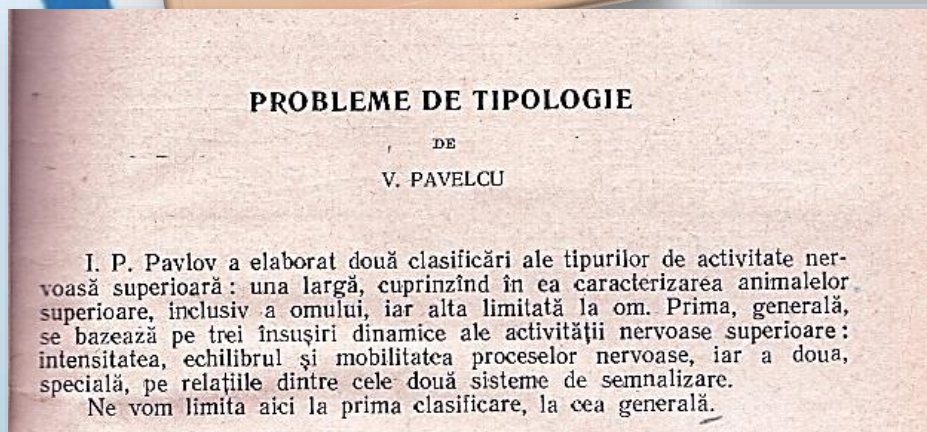 PROBLEME DE TIPOLOGIE
DE
V. PAVELCU
I. P. Pavlov a elaborat două clasificări ale tipurilor de activitate ner-
voasă superioară : una largă, cuprinzînd în ea caracterizarea animalelor
superioare, inclusiv a omului, iar alta limitată la om. Prima, generală,
se bazează pe trei însuşiri dinamice ale activităţii nervoase superioare :
intensitatea, echilibrul şi mobilitatea proceselor nervoase, iar a doua,
specială, pe relaţiile dintre cele două sisteme de semnalizare.
Ne vom limita aici la prima clasificare, la cea generală.